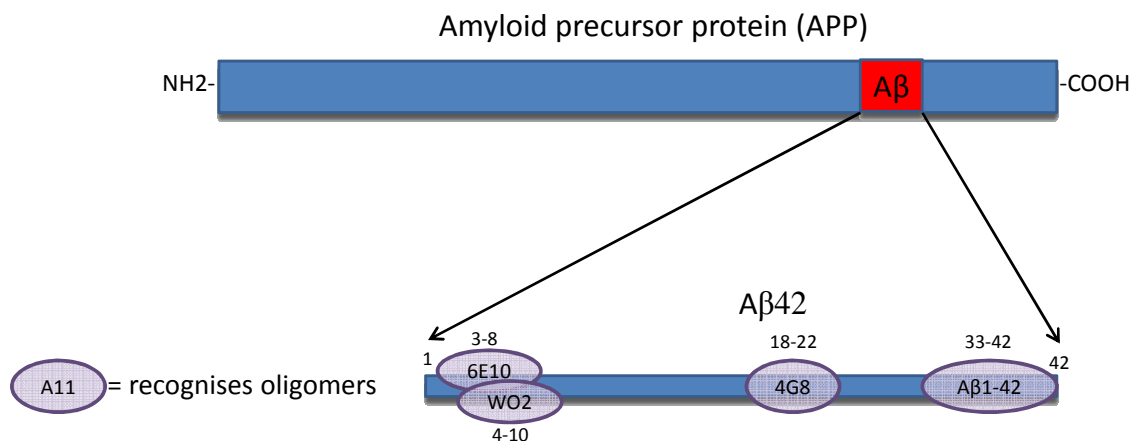 Amyloid precursor protein (APP)
NH2-
Aβ
-COOH
Aβ42
3-8
18-22
33-42
1
42
6E10
A11
= recognises oligomers
4G8
Aβ1-42
WO2
4-10